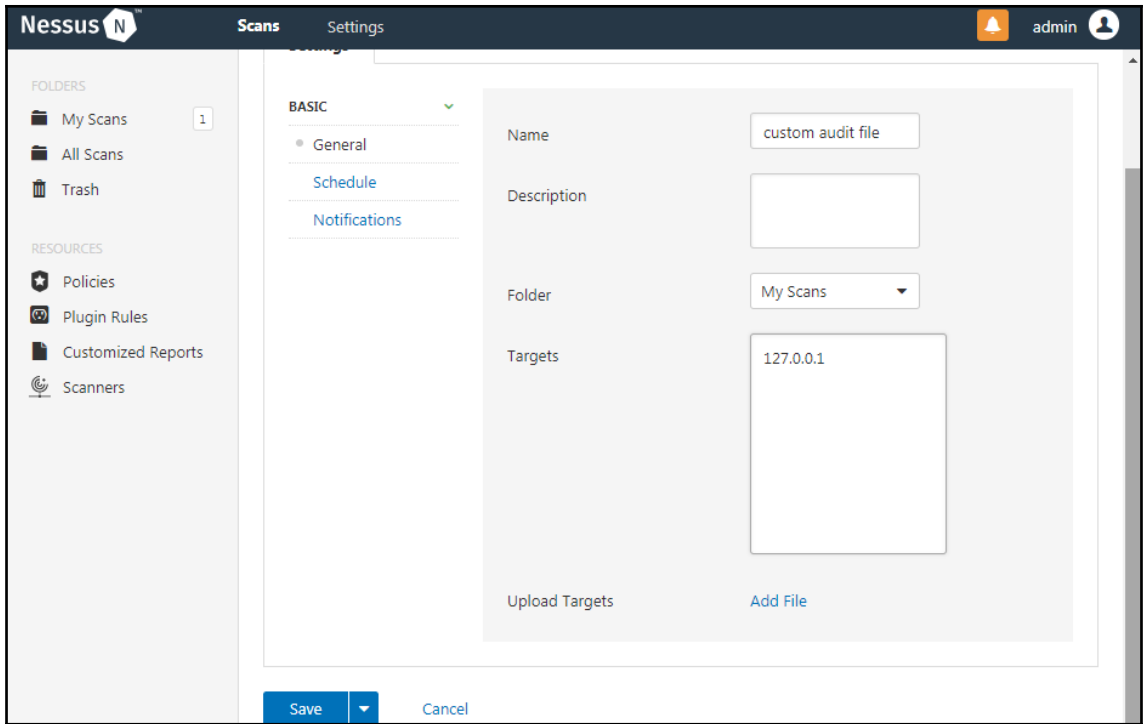 Nessus N ™ Scans Settings admin
Settings
FOLDERS
My Scans 1
All Scans
Trash
RESOURCES
Policies
Plugin Rules
Customized Reports
Scanners
BASIC
General
Schedule
Notifications
Name custom audit file
Description
Folder My Scans
Targets 127.0.0.1
Upload Targets Add File
Save Cancel